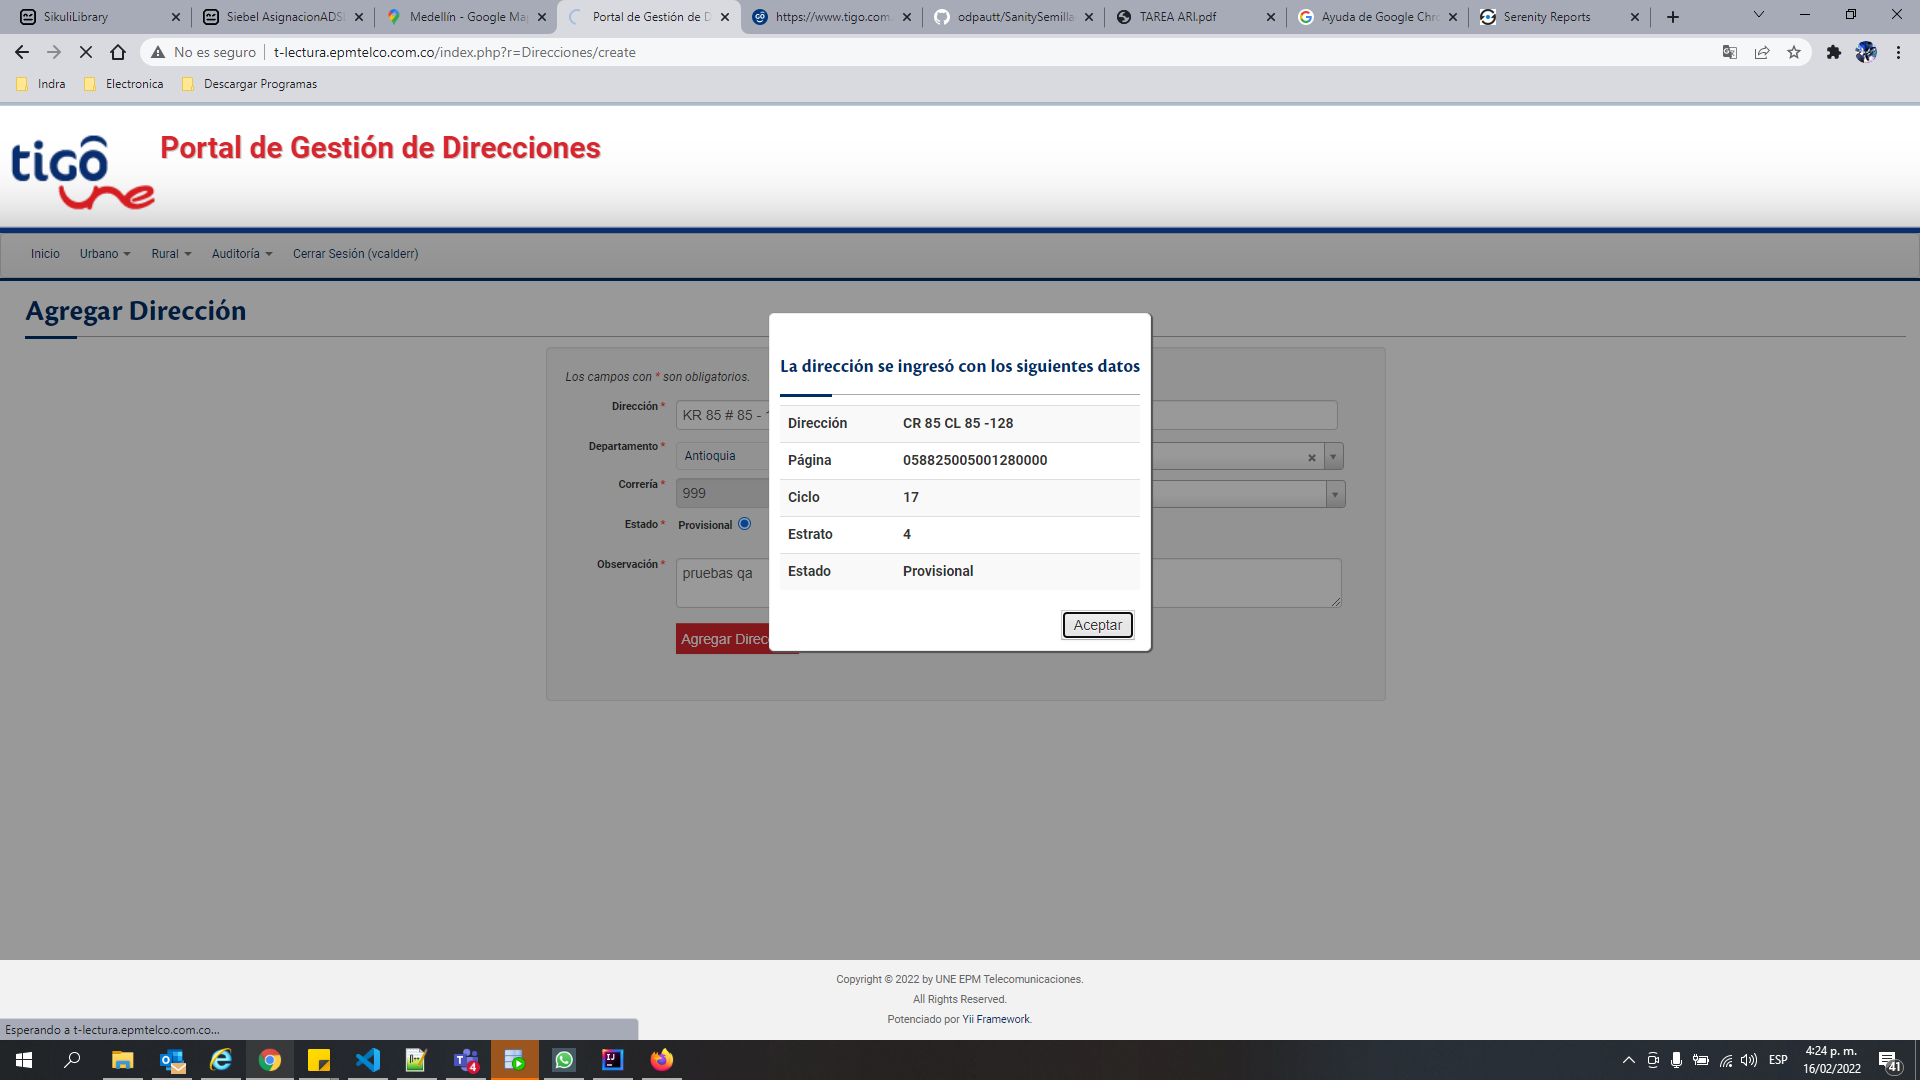 SikuliLibrary
Siebel AsignacionADS
Medellín - Google Ma
Portal de Gestión de D
https://www.tigo.com.
odpautt/SanitySemilla
TAREA ARI.pdf
Ayuda de Google Chr
Serenity Reports
No es seguro
t-lectura.epmtelco.com.co/index.php?r=Direcciones/create
Indra
Electronica
Descargar Programas
tigô
une
Portal de Gestión de Direcciones
Inicio
Urbano
Rural
Auditoría
Cerrar Sesión (vcalderr)
Agregar Dirección
Los campos con * son obligatorios.
Dirección *
KR 85 # 85 - 1
Departamento *
Antioquia
Correría *
999
Estado *
Provisional
Observación *
pruebas qa
Agregar Direc
La dirección se ingresó con los siguientes datos
Dirección CR 85 CL 85 -128
Página 058825005001280000
Ciclo 17
Estrato 4
Estado Provisional
Aceptar
Copyright © 2022 by UNE EPM Telecomunicaciones.
All Rights Reserved.
Potenciado por Yii Framework.
Esperando a t-lectura.epmtelco.com.co...
4
ESP
4:24 p. m.
16/02/2022
41